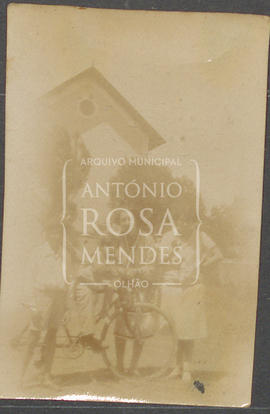 ARQUIVO MUNICIPAL
ANTÓNIO
ROSA
MENDES
OLHÃO